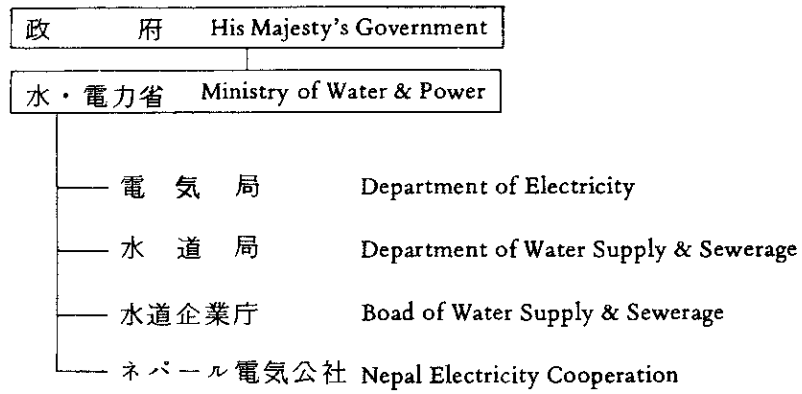 政府 His Majesty's Government
水・電力省 Ministry of Water & Power
電気局 Department of Electricity
水道局 Department of Water Supply & Sewerage
水道企業庁 Boad of Water Supply & Sewerage
ネパール電気公社 Nepal Electricity Cooperation